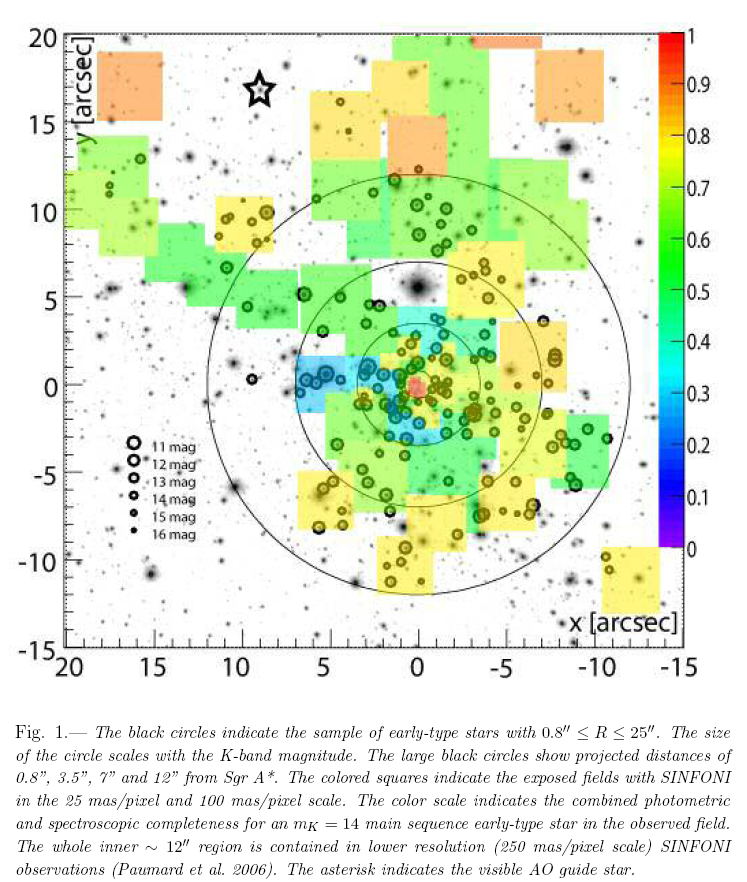 20
15
10
5
0
-5
-10
-15
y [arcsec]
20 15 10 5 0 -5 -10 -15
x [arcsec]
11 mag
12 mag
13 mag
14 mag
15 mag
16 mag
1
0.9
0.8
0.7
0.6
0.5
0.4
0.3
0.2
0.1
0
Fig. 1.— The black circles indicate the sample of early-type stars with 0.8″ ≤ R ≤ 25″. The size
of the circle scales with the K-band magnitude. The large black circles show projected distances of
0.8”, 3.5”, 7” and 12” from Sgr A*. The colored squares indicate the exposed fields with SINFONI
in the 25 mas/pixel and 100 mas/pixel scale. The color scale indicates the combined photometric
and spectroscopic completeness for an mK = 14 main sequence early-type star in the observed field.
The whole inner ∼ 12″ region is contained in lower resolution (250 mas/pixel scale) SINFONI
observations (Paumard et al. 2006). The asterisk indicates the visible AO guide star.